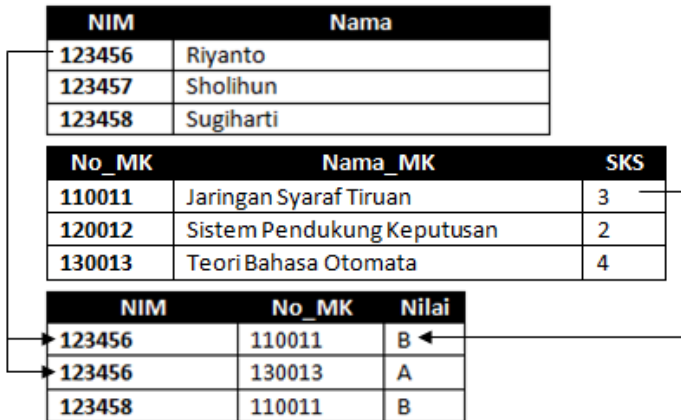 NIM Nama
123456 Riyanto
123457 Sholihun
123458 Sugiharti
No_MK Nama_MK SKS
110011 Jaringan Syaraf Tiruan 3
120012 Sistem Pendukung Keputusan 2
130013 Teori Bahasa Otomata 4
NIM No_MK Nilai
123456 110011 B
123456 130013 A
123458 110011 B